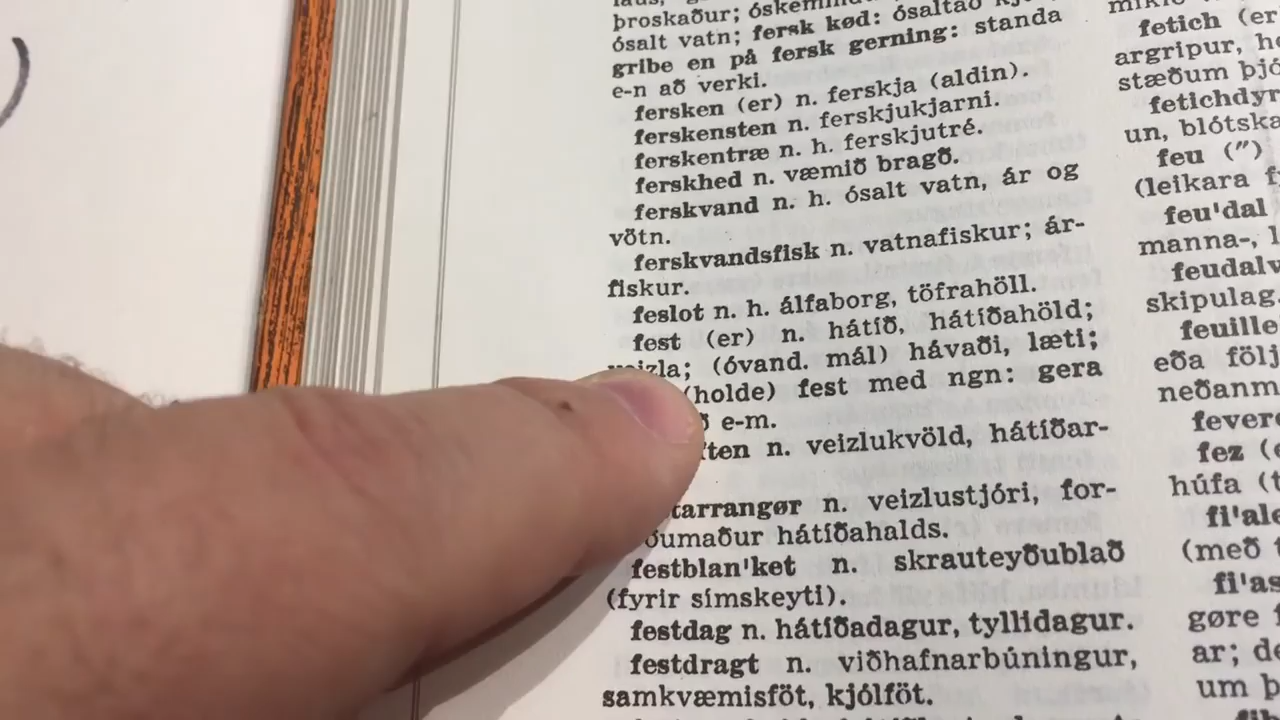 þroskaður;
ósalt vatn; fersk kød: ósaltað
gribe en på fersk gerning: standa
e-n að verki.
fersken (er) n. ferskja (aldin).
ferskensten n. ferskjukjarni.
ferskentræ n. h. ferskjutré.
ferskhed n. væmið bragð.
ferskvand n. h. ósalt vatn, ár og
vötn.
ferskvandsfisk n. vatnafiskur; ár-
fiskur.
feslot n. h. álfaborg, töfrahöll.
fest (er) n. hátíð, hátíðahöld;
veizla; (óvand. mál) hávaði, læti;
(holde) fest med ngn: gera
e-m.
n. veizlukvöld, hátíðar-
n. veizlustjóri, for-
hátíðahalds.
festblan'ket n. skrauteyðublað
(fyrir símskeyti).
festdag n. hátíðadagur, tyllidagur.
festdragt n. viðhafnarbúningur,
samkvæmisföt, kjólföt.
fetich (er
argripur,
stæðum
fetichdyr
un, blótska
feu (″)
(leikara
feu'dal
manna-,
feudalv
skipulag.
feuille
eða
neðanm
fez
húfa
fi'ale
(með
fi'as
gøre
ar; de
um